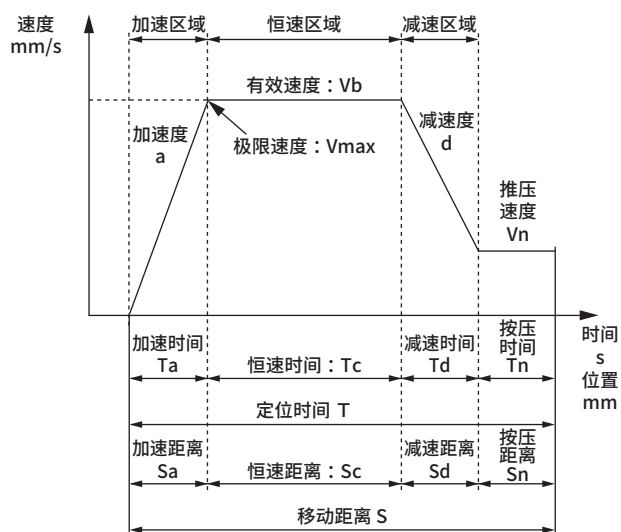 速度
mm/s
加速区域
恒速区域
减速区域
有效速度：Vb
加速度
a
极限速度：Vmax
减速度
d
推压
速度
Vn
加速时间
Ta
恒速时间：Tc
减速时间
Td
按压
时间
Tn
时间
s
位置
mm
定位时间 T
加速距离
Sa
恒速距离：Sc
减速距离
Sd
按压
距离
Sn
移动距离 S